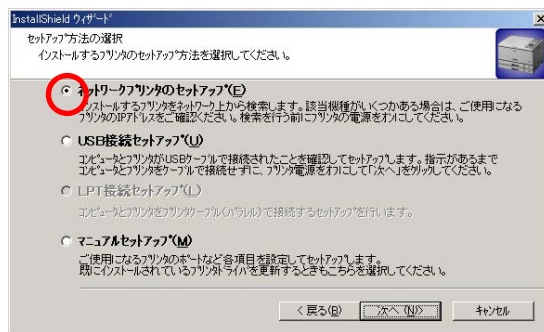 InstallShield ウィザード
セットアップ方法の選択
インストールするプリンタのセットアップ方法を選択してください。
ネットワークプリンタのセットアップ(E)
インストールするプリンタをネットワーク上から検索します。該当機種がいくつかある場合は、ご使用になる
プリンタのIPアドレスをご確認ください。検索を行う前にプリンタの電源をオンにしてください。
USB接続セットアップ(U)
コンピュータとプリンタがUSBケーブルで接続されたことを確認してセットアップします。指示があるまで
コンピュータとプリンタをケーブルで接続せずに、プリンタ電源をオンにして「次へ」をクリックしてください。
LPT接続セットアップ(L)
コンピュータとプリンタをプリンタケーブル(パラレル)で接続するセットアップを行います。
マニュアルセットアップ(M)
ご使用になるプリンタのポートなど各項目を設定してセットアップします。
既にインストールされているプリンタドライバを更新するときもこちらを選択してください。
< 戻る(B) 次へ (N)> キャンセル